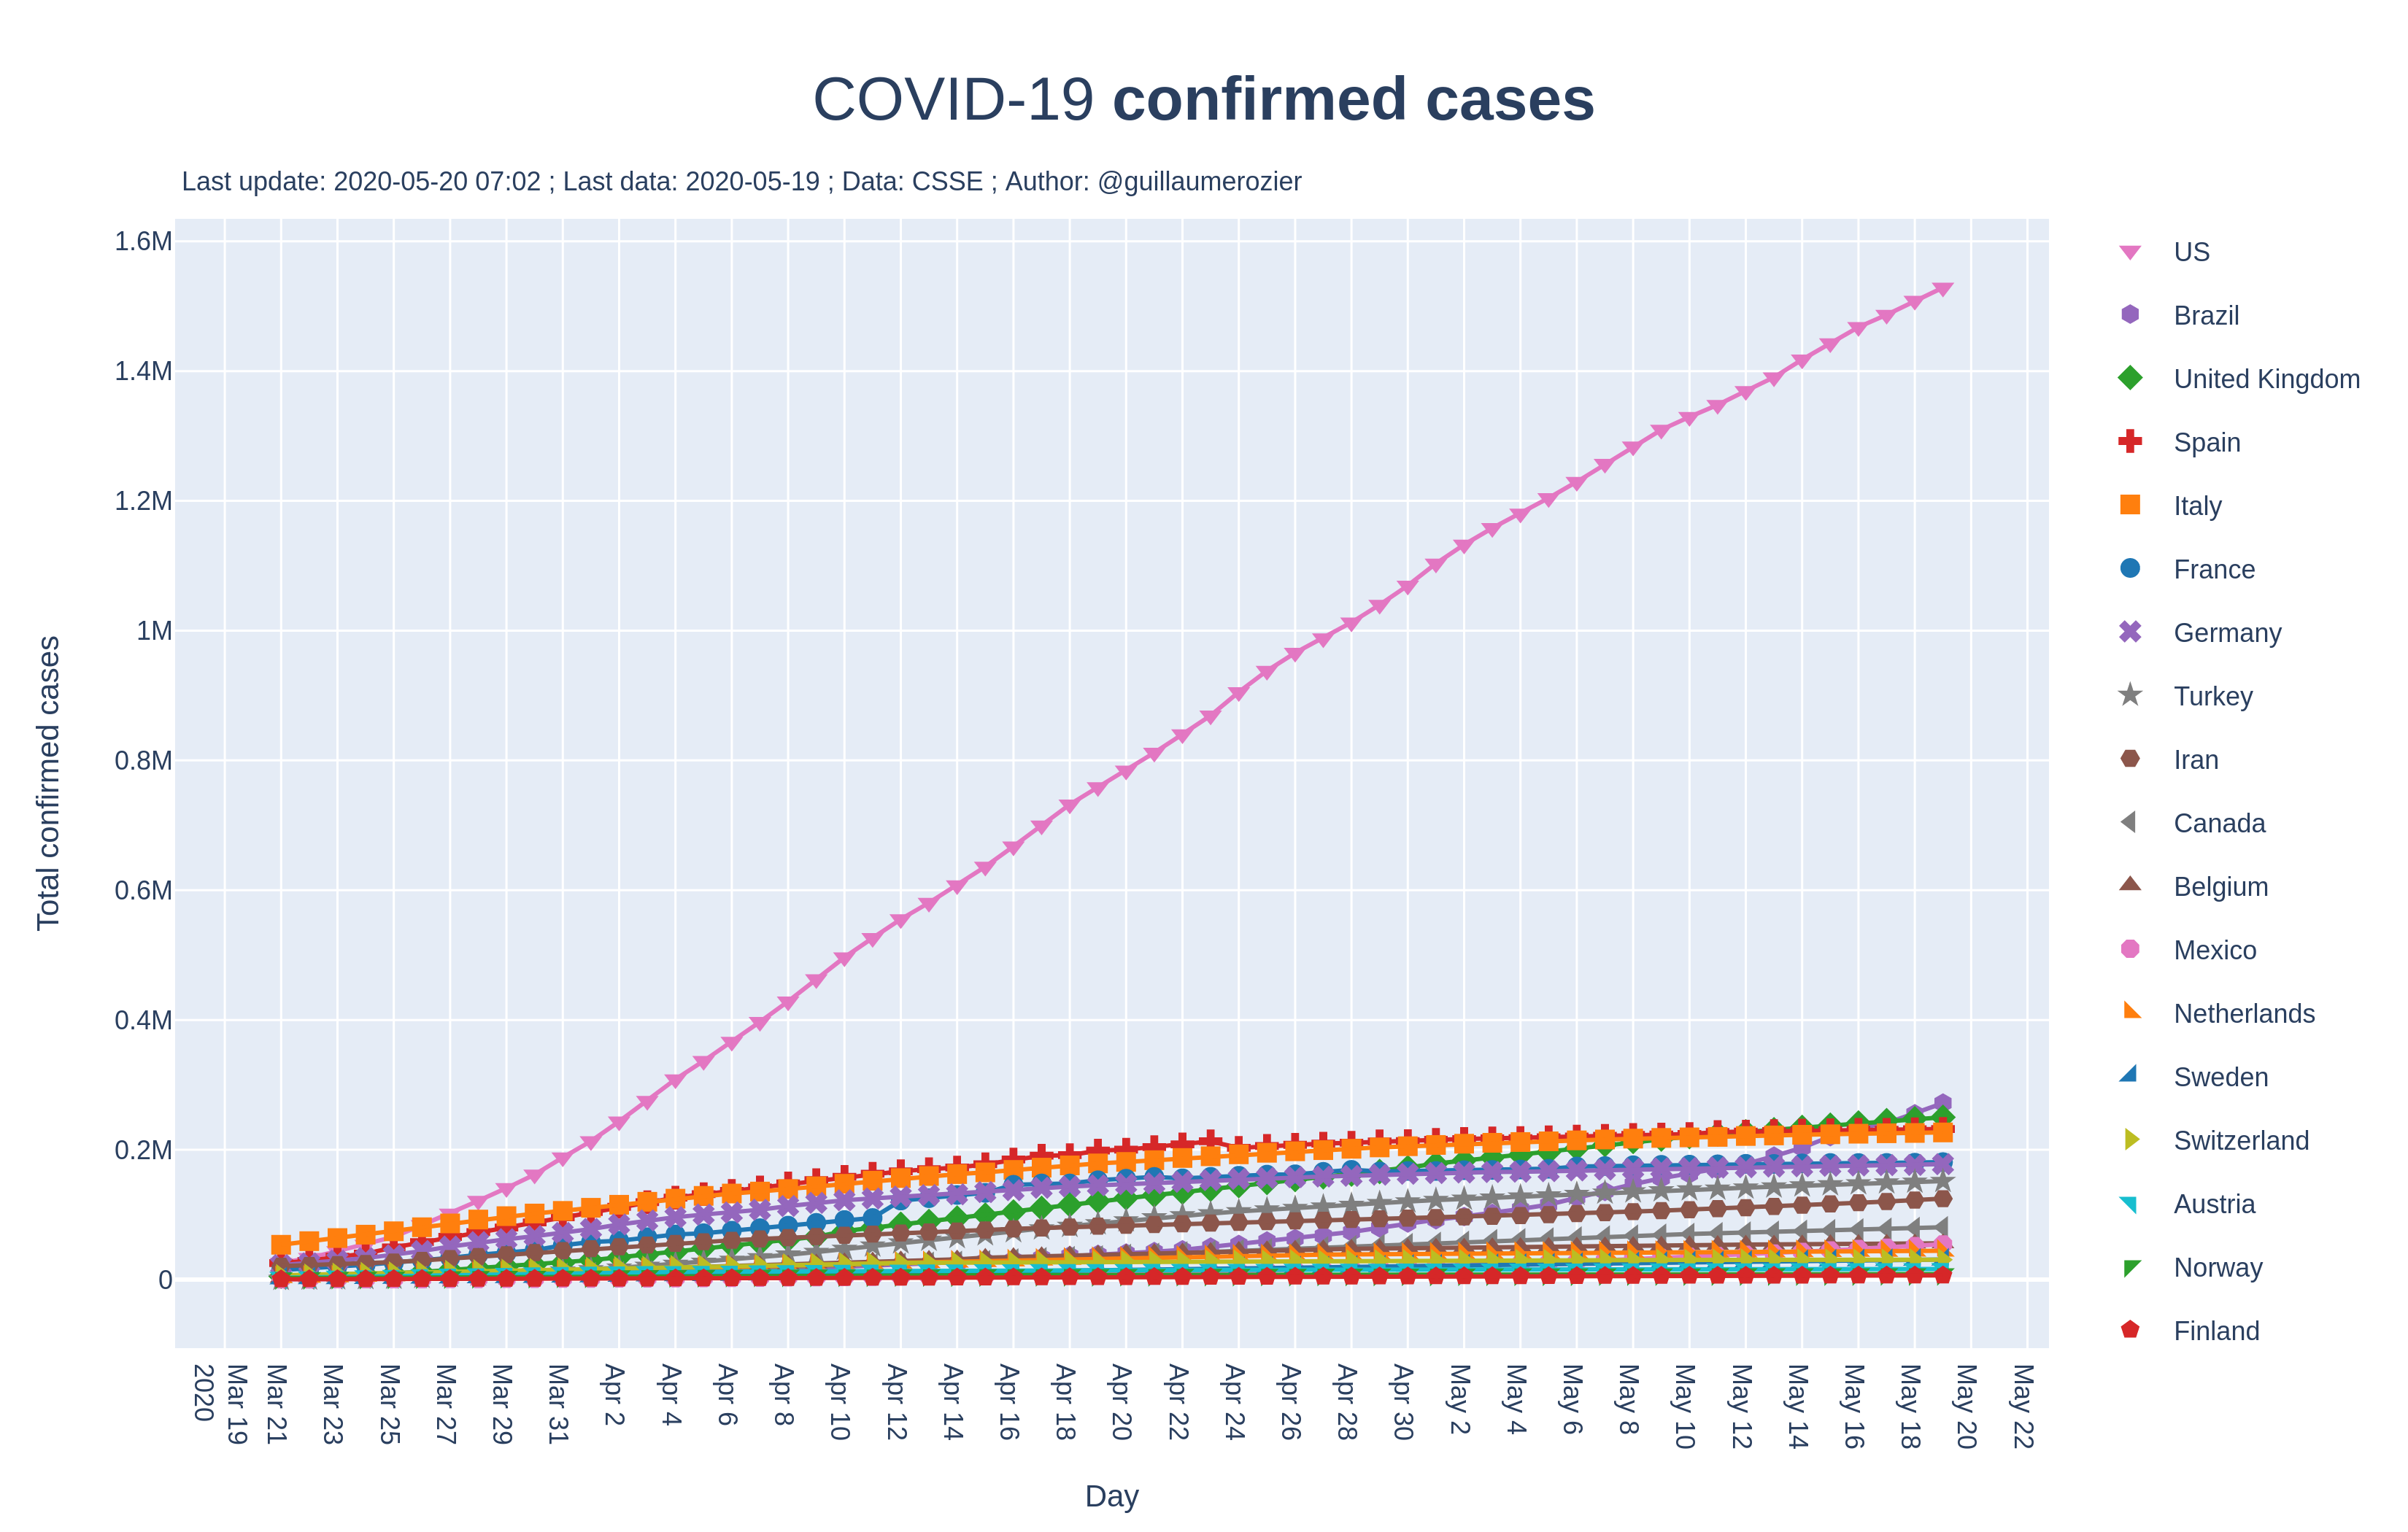 COVID-19 confirmed cases
Last update: 2020-05-20 07:02 ; Last data: 2020-05-19 ; Data: CSSE ; Author: @guillaumerozier
1.6M
1.4M
1.2M
1M
0.8M
0.6M
0.4M
0.2M
0
Total confirmed cases
Mar 19
2020
Mar 21
Mar 23
Mar 25
Mar 27
Mar 29
Mar 31
Apr 2
Apr 4
Apr 6
Apr 8
Apr 10
Apr 12
Apr 14
Apr 16
Apr 18
Apr 20
Apr 22
Apr 24
Apr 26
Apr 28
Apr 30
May 2
May 4
May 6
May 8
May 10
May 12
May 14
May 16
May 18
May 20
May 22
Day
US
Brazil
United Kingdom
Spain
Italy
France
Germany
Turkey
Iran
Canada
Belgium
Mexico
Netherlands
Sweden
Switzerland
Austria
Norway
Finland